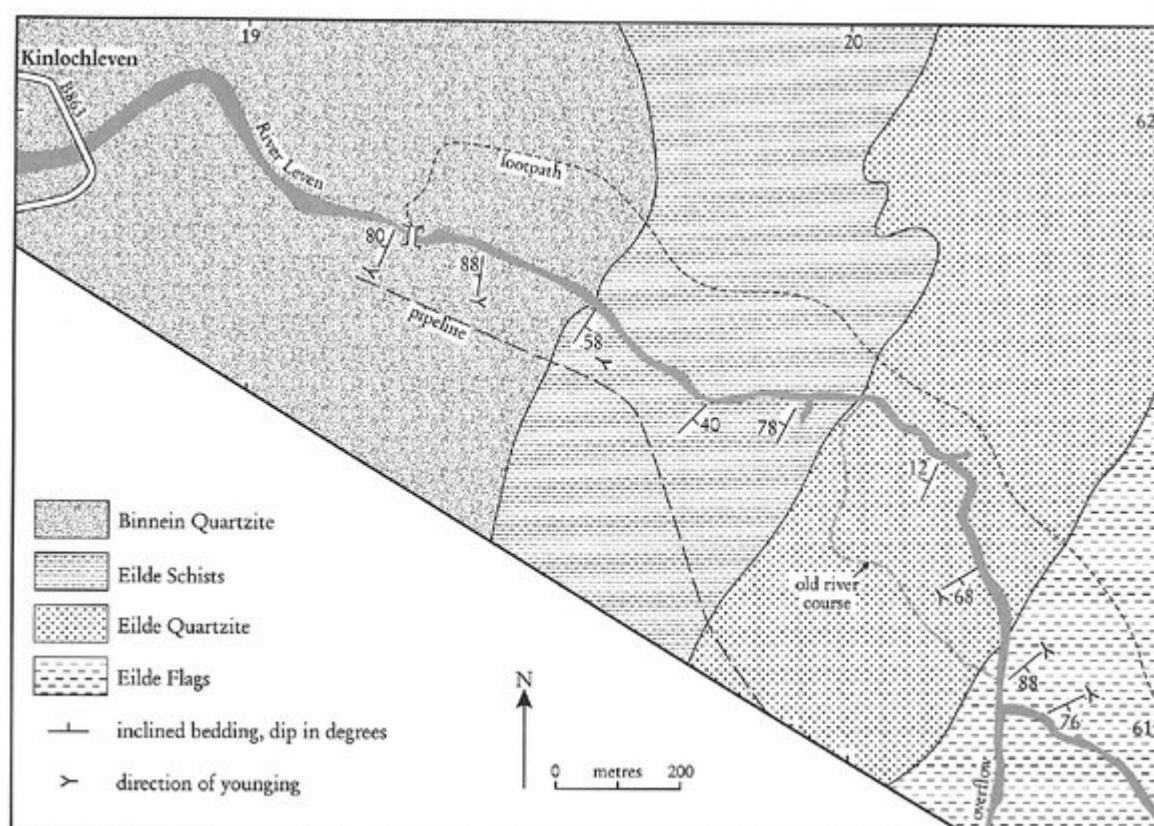 19
20
Kinlochleven
B863
62
River Leven
footpath
80
88
pipeline
58
40
78
12
old river
course
68
88
76
61
overflow
Binnein Quartzite
Eilde Schists
Eilde Quartzite
Eilde Flags
inclined bedding, dip in degrees
direction of younging
N
0 metres 200